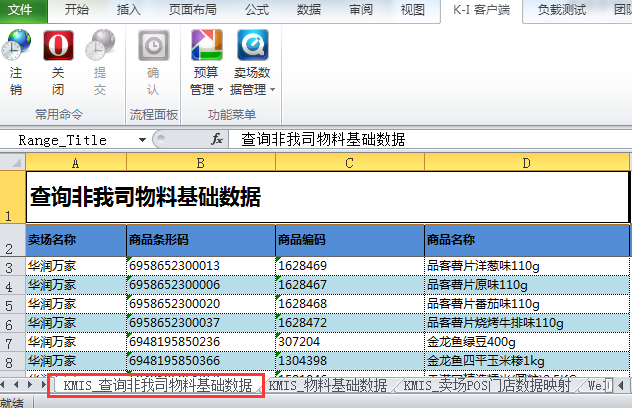 文件 开始 插入 页面布局 公式 数据 审阅 视图 K-I 客户端 负载测试 团队
注销 关闭 提交 确认 预算管理 卖场数据管理
常用命令 流程面板 功能菜单
Range_Title fx 查询非我司物料基础数据
A B C D
1 查询非我司物料基础数据
2 卖场名称 商品条形码 商品编码 商品名称
3 华润万家 6958652300013 1628469 品客薯片洋葱味110g
4 华润万家 6958652300006 1628467 品客薯片原味110g
5 华润万家 6958652300020 1628468 品客薯片番茄味110g
6 华润万家 6958652300037 1628472 品客薯片烧烤牛排味110g
7 华润万家 6948195850236 307204 金龙鱼绿豆400g
8 华润万家 6948195850366 1304398 金龙鱼四平玉米糁1kg
KMIS_查询非我司物料基础数据 KMIS_物料基础数据 KMIS_卖场POS门店数据映射
就绪